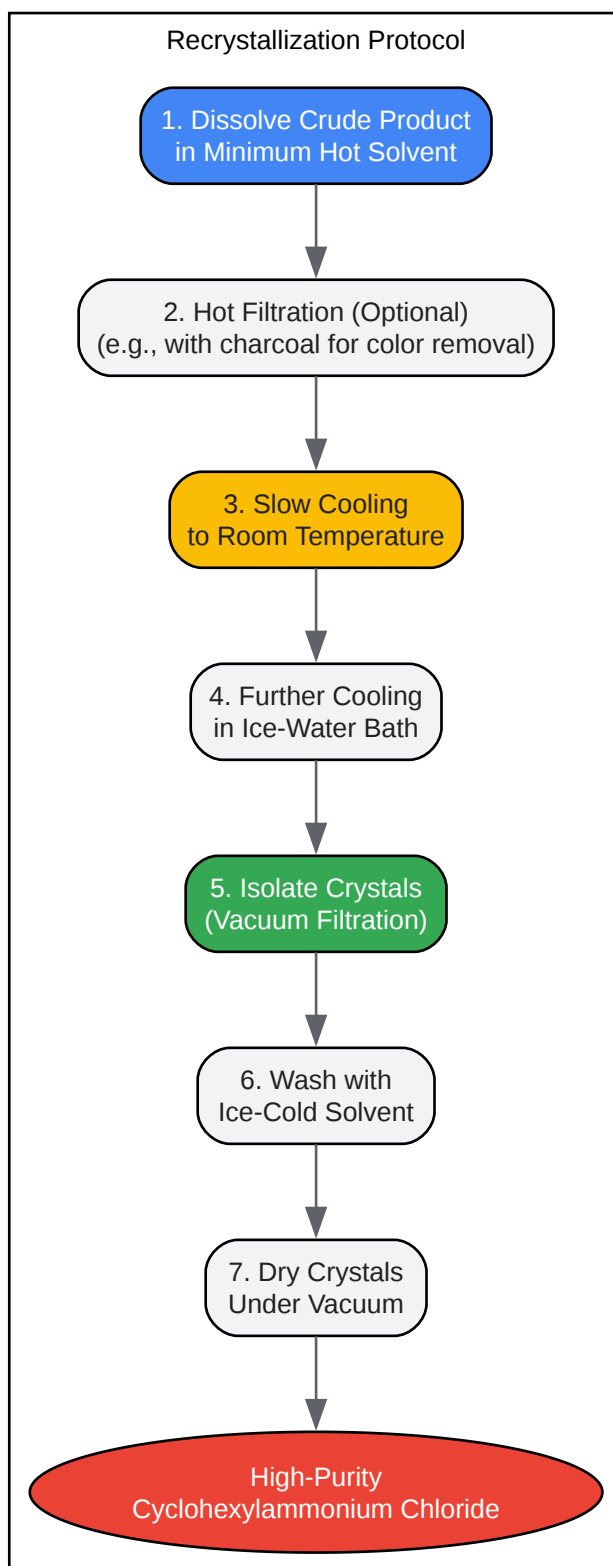 Recrystallization Protocol
1. Dissolve Crude Product
in Minimum Hot Solvent
2. Hot Filtration (Optional)
(e.g., with charcoal for color removal)
3. Slow Cooling
to Room Temperature
4. Further Cooling
in Ice-Water Bath
5. Isolate Crystals
(Vacuum Filtration)
6. Wash with
Ice-Cold Solvent
7. Dry Crystals
Under Vacuum
High-Purity
Cyclohexylammonium Chloride